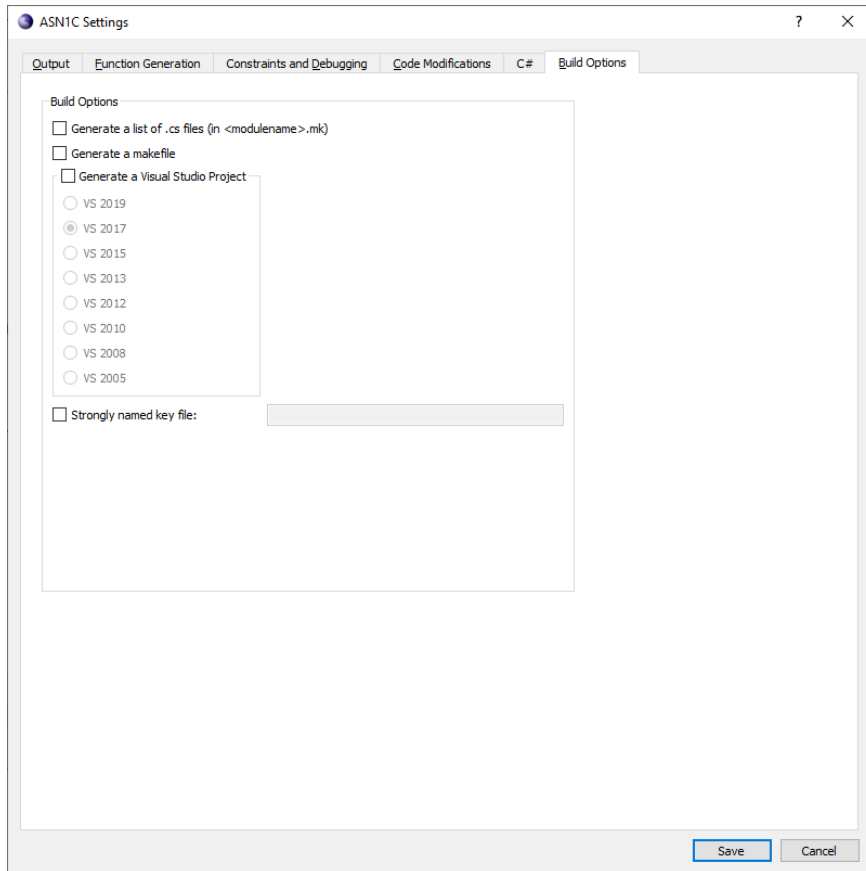 ASN1C Settings
?
Output Function Generation Constraints and Debugging Code Modifications C# Build Options
Build Options
Generate a list of .cs files (in <modulename>.mk)
Generate a makefile
Generate a Visual Studio Project
VS 2019
VS 2017
VS 2015
VS 2013
VS 2012
VS 2010
VS 2008
VS 2005
Strongly named key file:
Save Cancel